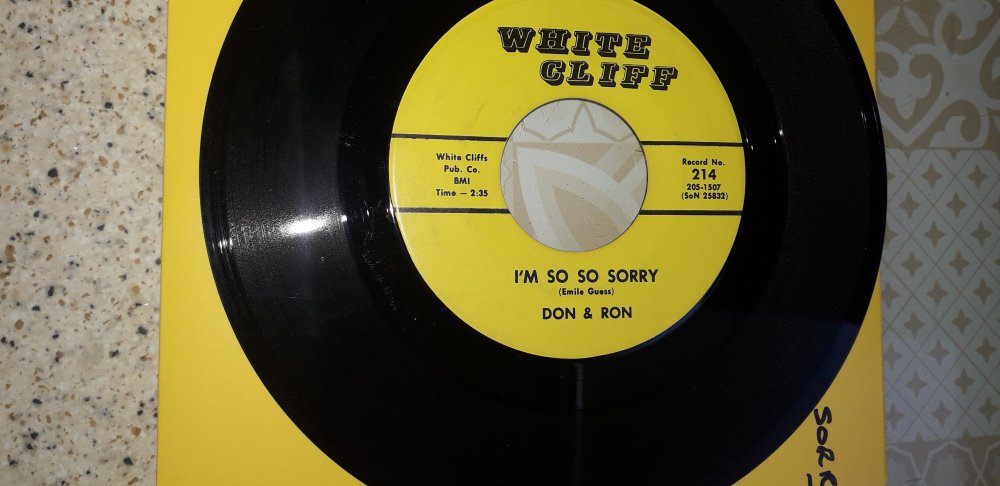 WHITE
CLIFF
White Cliffs
Pub. Co.
BMI
Time — 2:35
Record No.
214
205-1507
(SoN 25832)
I'M SO SO SORRY
(Emile Guess)
DON & RON